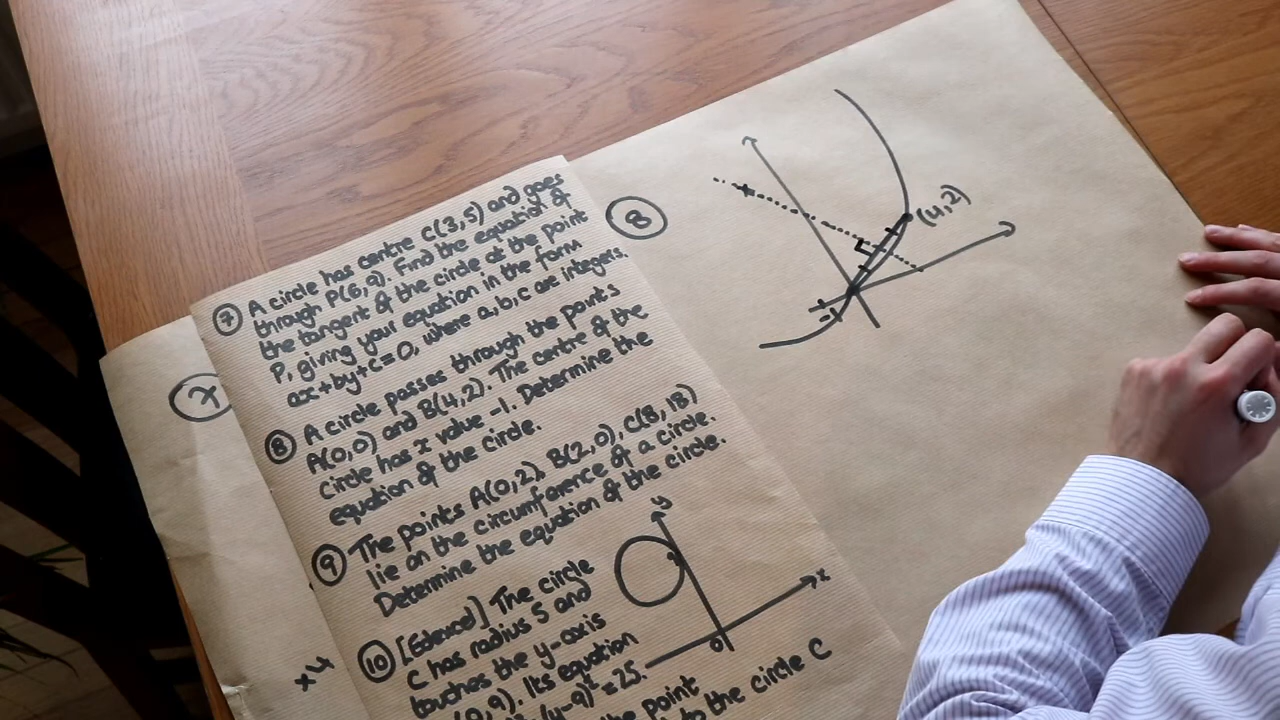 7 A circle has centre C(3,5) and goes
through P(6,9). Find the equation of
the tangent of the circle at the point
P, giving your equation in the form
ax+by+c=0, where a,b,c are integers.
8 A circle passes through the points
A(0,0) and B(4,2). The centre of the
circle has x value -1. Determine the
equation of the circle.
9 The points A(0,2), B(2,0), C(8,18)
lie on the circumference of a circle.
Determine the equation of the circle.
10 [Edexcel] The circle
C has radius 5 and
touches the y-axis
(0,9). Its equation
(y-9)²=25.
the point
to the circle C
y
x
0
7
x4
8
(4,2)